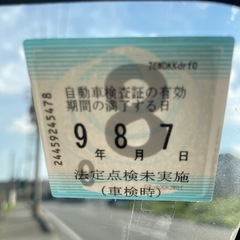 自動車検査証の有効
期間の満了する日
9年8月7日
8
法定点検未実施
(車検時)
24459245478